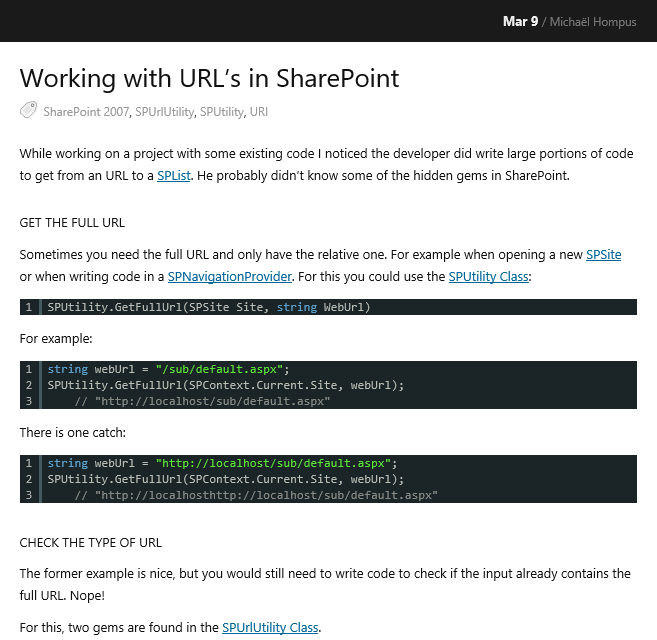 Mar 9 / Michaël Hompus
Working with URL’s in SharePoint
SharePoint 2007, SPUrlUtility, SPUtility, URI
While working on a project with some existing code I noticed the developer did write large portions of code
to get from an URL to a SPList. He probably didn’t know some of the hidden gems in SharePoint.
GET THE FULL URL
Sometimes you need the full URL and only have the relative one. For example when opening a new SPSite
or when writing code in a SPNavigationProvider. For this you could use the SPUtility Class:
1 SPUtility.GetFullUrl(SPSite Site, string WebUrl)
For example:
1 string webUrl = "/sub/default.aspx";
2 SPUtility.GetFullUrl(SPContext.Current.Site, webUrl);
3 // "http://localhost/sub/default.aspx"
There is one catch:
1 string webUrl = "http://localhost/sub/default.aspx";
2 SPUtility.GetFullUrl(SPContext.Current.Site, webUrl);
3 // "http://localhosthttp://localhost/sub/default.aspx"
CHECK THE TYPE OF URL
The former example is nice, but you would still need to write code to check if the input already contains the
full URL. Nope!
For this, two gems are found in the SPUrlUtility Class.